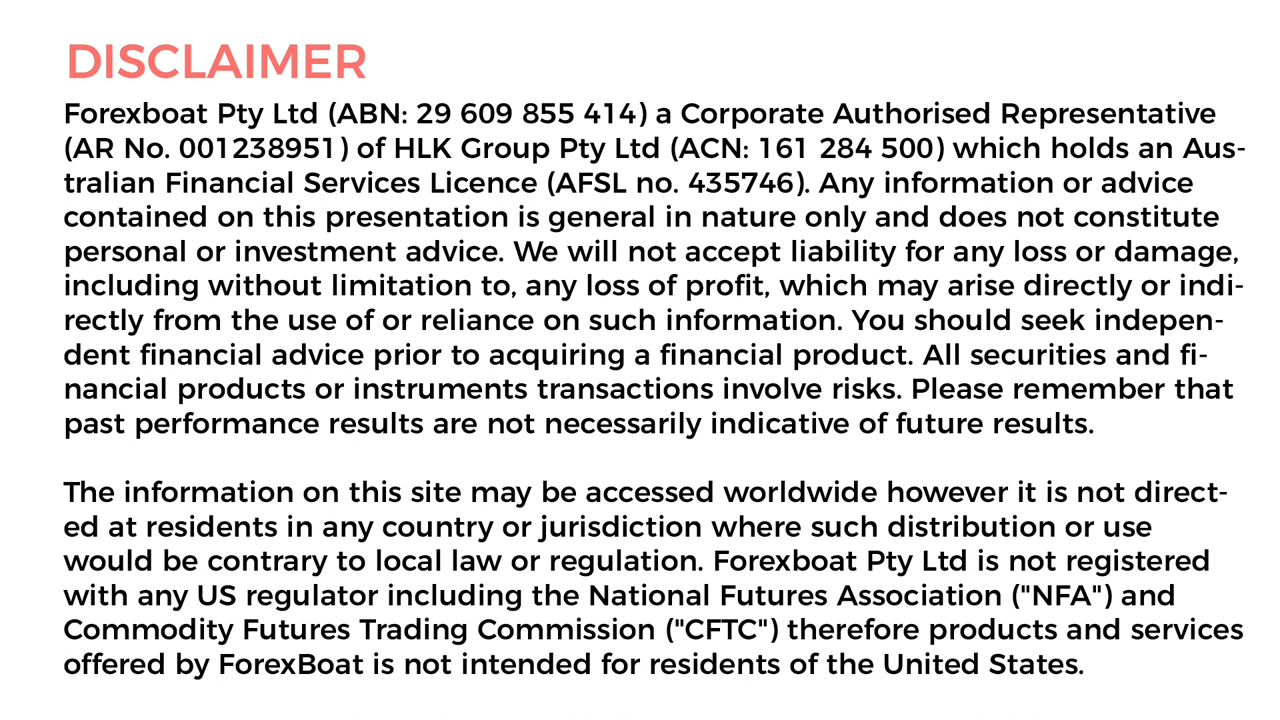 DISCLAIMER
Forexboat Pty Ltd (ABN: 29 609 855 414) a Corporate Authorised Representative
(AR No. 001238951) of HLK Group Pty Ltd (ACN: 161 284 500) which holds an Aus-
tralian Financial Services Licence (AFSL no. 435746). Any information or advice
contained on this presentation is general in nature only and does not constitute
personal or investment advice. We will not accept liability for any loss or damage,
including without limitation to, any loss of profit, which may arise directly or indi-
rectly from the use of or reliance on such information. You should seek indepen-
dent financial advice prior to acquiring a financial product. All securities and fi-
nancial products or instruments transactions involve risks. Please remember that
past performance results are not necessarily indicative of future results.
The information on this site may be accessed worldwide however it is not direct-
ed at residents in any country or jurisdiction where such distribution or use
would be contrary to local law or regulation. Forexboat Pty Ltd is not registered
with any US regulator including the National Futures Association ("NFA") and
Commodity Futures Trading Commission ("CFTC") therefore products and services
offered by ForexBoat is not intended for residents of the United States.